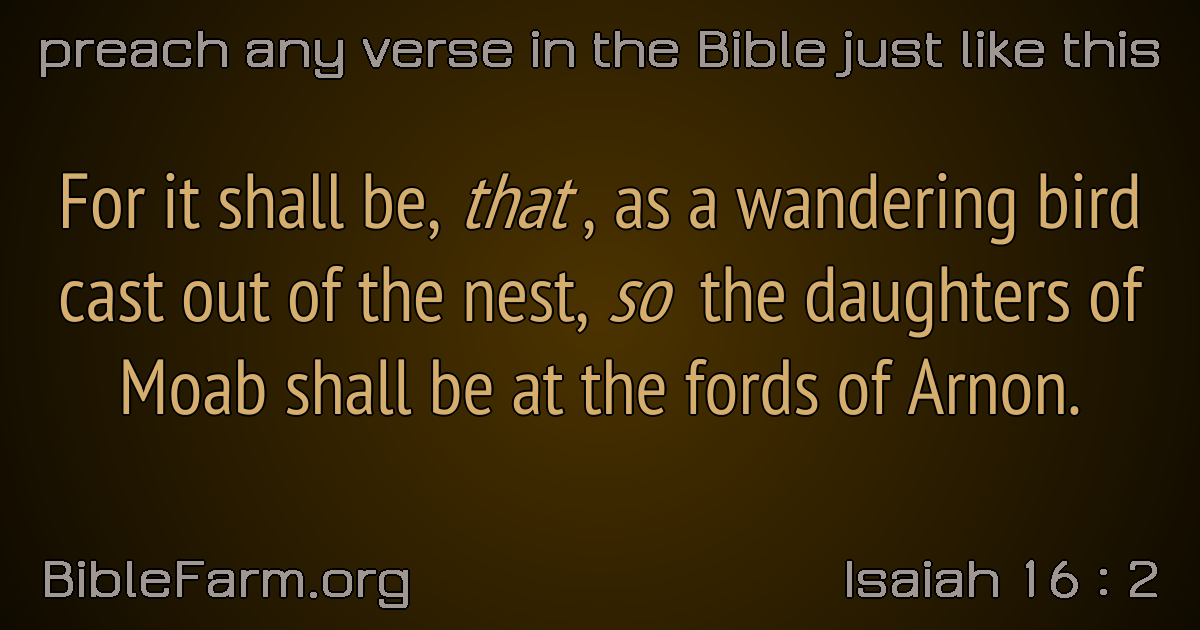 preach any verse in the Bible just like this
For it shall be, that , as a wandering bird
cast out of the nest, so the daughters of
Moab shall be at the fords of Arnon.
BibleFarm.org
Isaiah 16 : 2